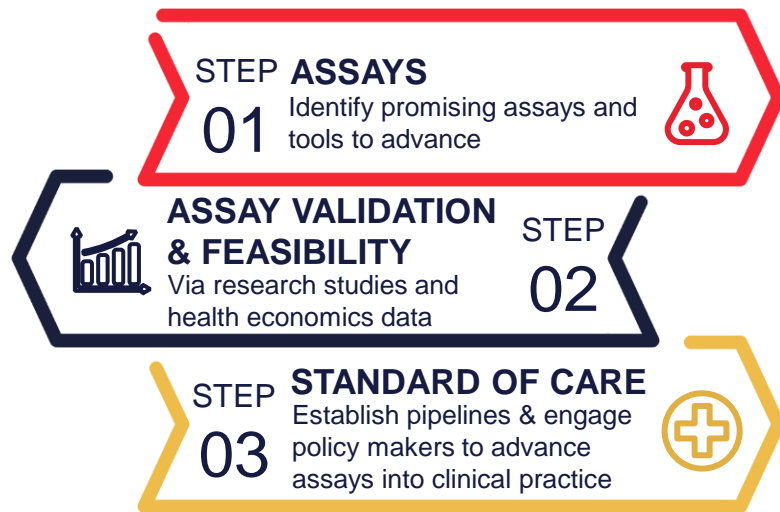 STEP
01
ASSAYS
Identify promising assays and
tools to advance
ASSAY VALIDATION
& FEASIBILITY
Via research studies and
health economics data
STEP
02
STEP
03
STANDARD OF CARE
Establish pipelines & engage
policy makers to advance
assays into clinical practice